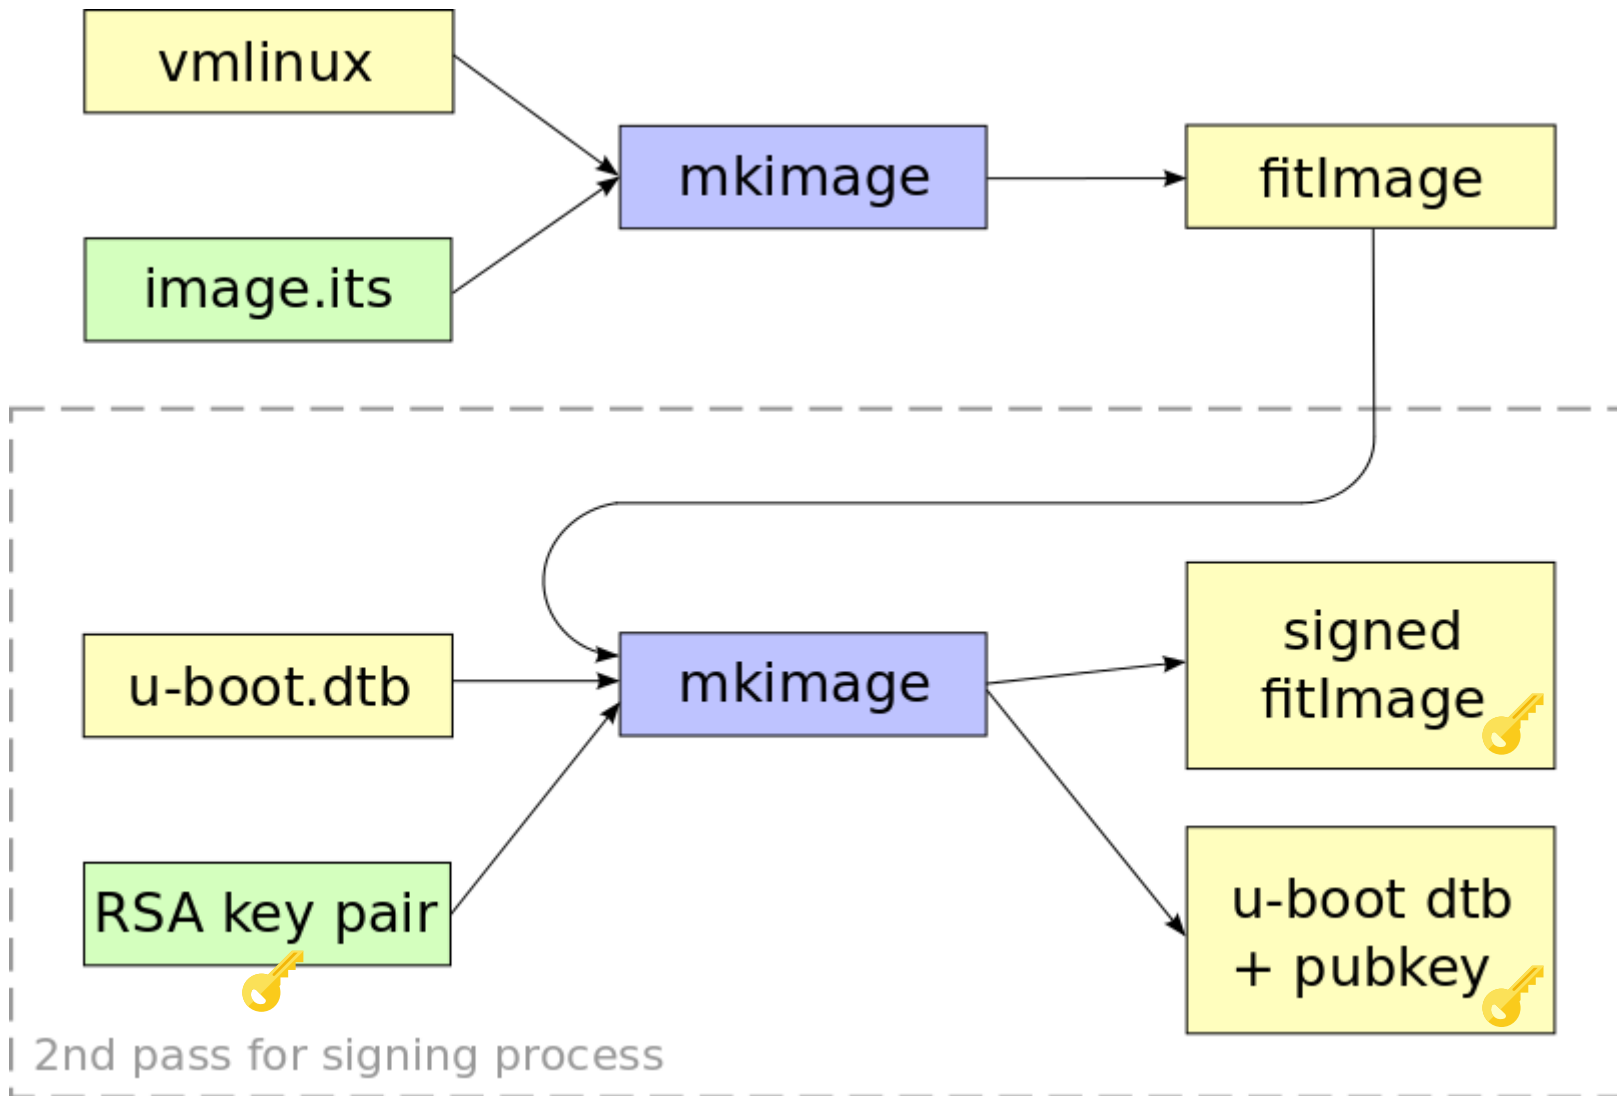 vmlinux
mkimage
fitImage
image.its
signed
fitImage
u-boot.dtb
mkimage
RSA key pair
u-boot dtb
+ pubkey
2nd pass for signing process